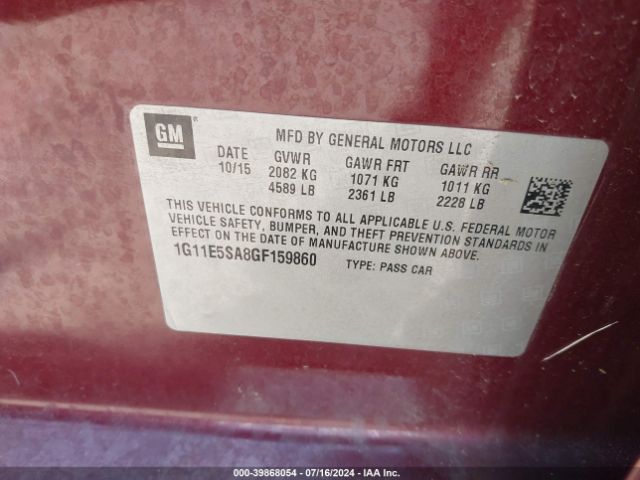 GM
®
MFD BY GENERAL MOTORS LLC
DATE GVWR GAWR FRT GAWR RR
10/15 2082 KG 1071 KG 1011 KG
4589 LB 2361 LB 2228 LB
THIS VEHICLE CONFORMS TO ALL APPLICABLE U.S. FEDERAL MOTOR
VEHICLE SAFETY, BUMPER, AND THEFT PREVENTION STANDARDS IN
EFFECT ON THE DATE OF MANUFACTURE SHOWN ABOVE.
1G11E5SA8GF159860 TYPE: PASS CAR
000-39868054 / 07/16/2024 / IAA Inc.